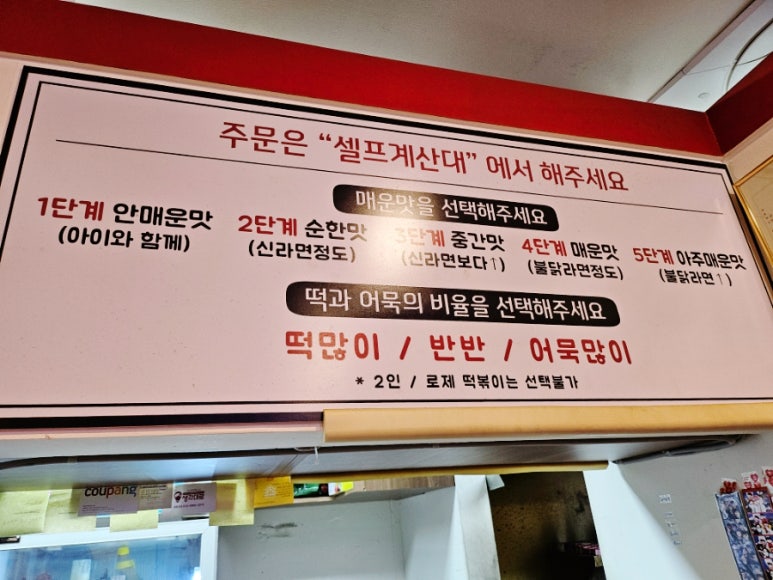 주문은 “셀프계산대” 에서 해주세요
매운맛을 선택해주세요
1단계 안매운맛 2단계 순한맛 3단계 중간맛 4단계 매운맛 5단계 아주매운맛
(아이와 함께) (신라면정도) (신라면보다↑) (불닭라면정도) (불닭라면↑)
떡과 어묵의 비율을 선택해주세요
떡많이 / 반반 / 어묵많이
* 2인 / 로제 떡볶이는 선택불가
coupang